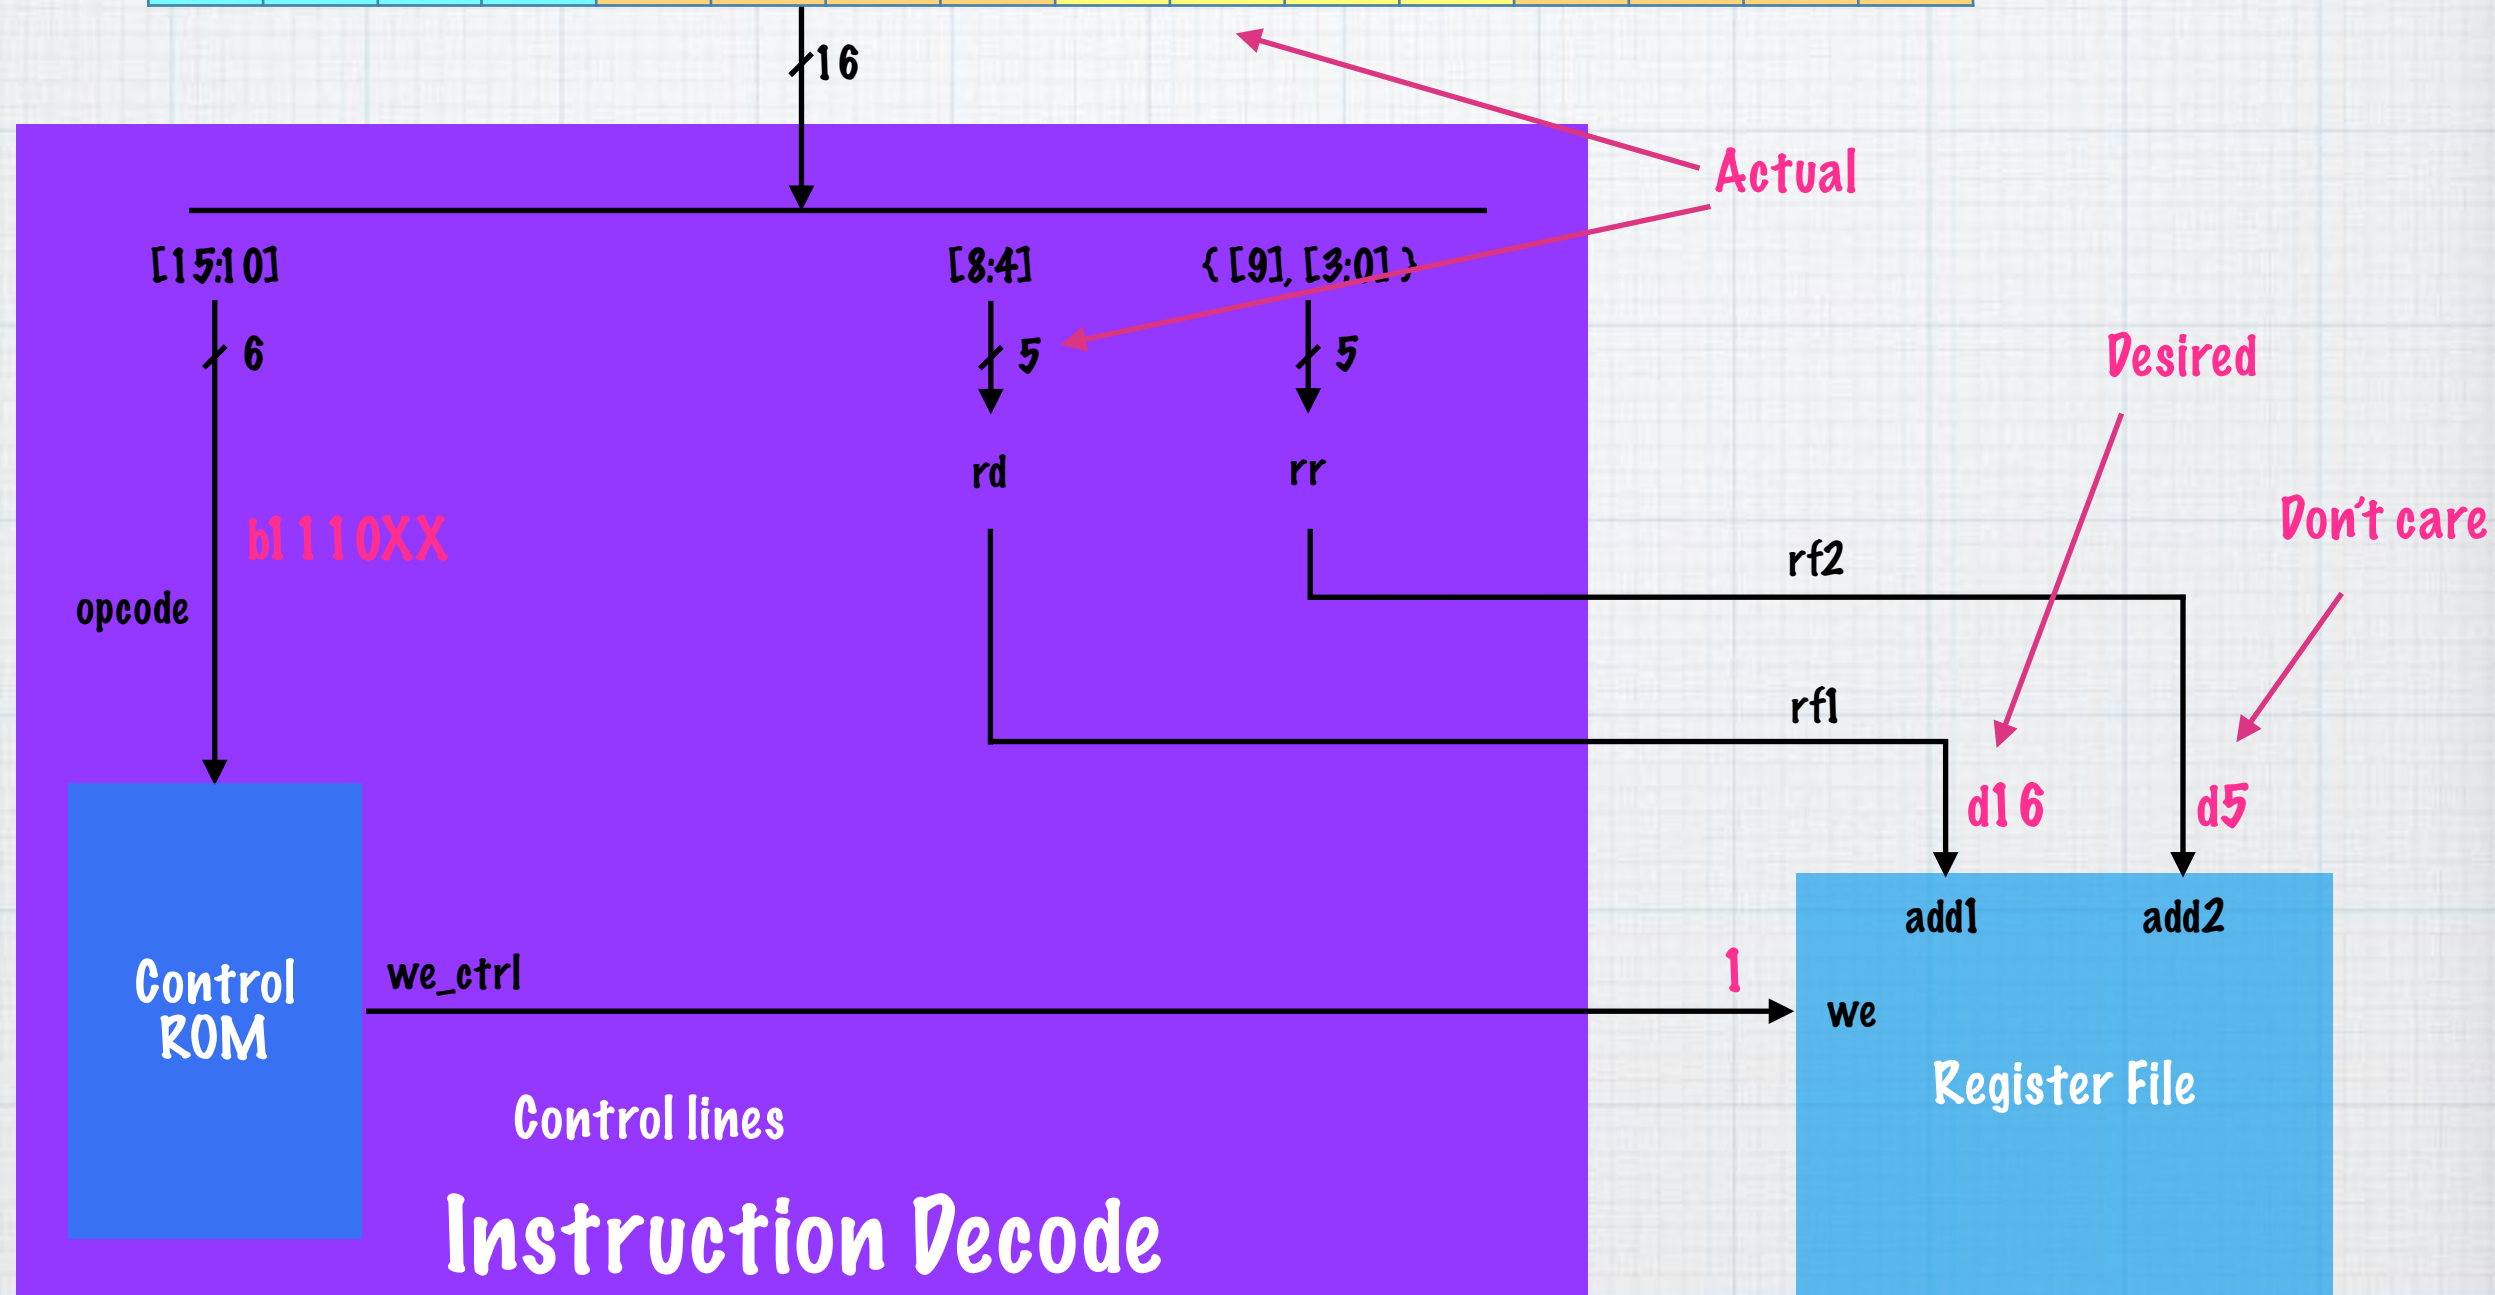 16
Actual
[15:10]
[8:4]
{ [9], [3:0] }
6
5
5
Desired
rd
rr
b1110XX
Don't care
rf2
opcode
rf1
d16
d5
add1
add2
we_ctrl
1
we
Control
ROM
Register File
Control lines
Instruction Decode